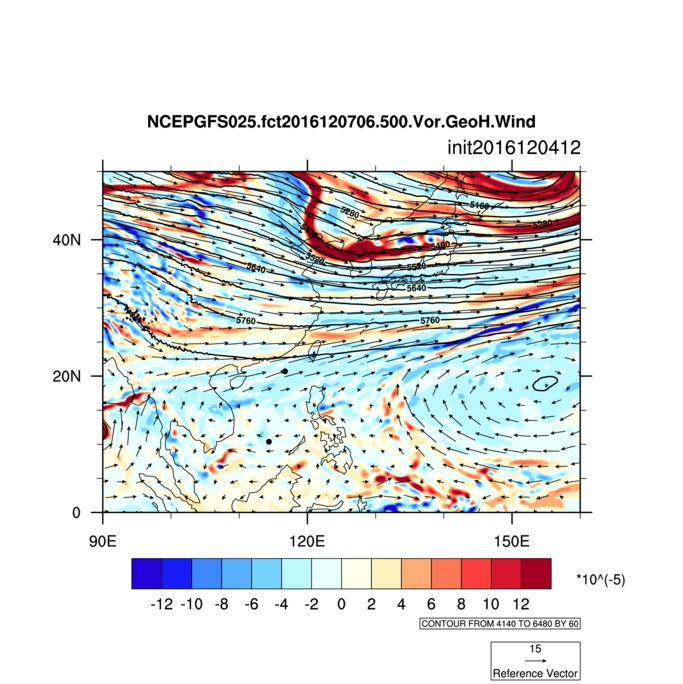 NCEPGFS025.fct2016120706.500.Vor.GeoH.Wind
init2016120412
5160
5280
5280
5400
5520
5520
5640
5640
5760
5760
40N
20N
0
90E 120E 150E
-12 -10 -8 -6 -4 -2 0 2 4 6 8 10 12
*10^(-5)
CONTOUR FROM 4140 TO 6480 BY 60
15
Reference Vector